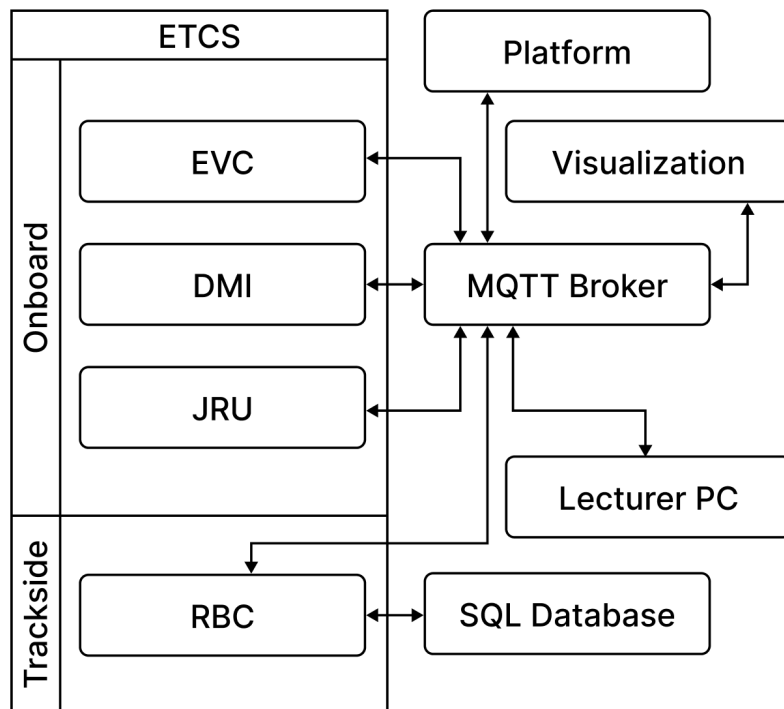 ETCS
Platform
Onboard
EVC
Visualization
DMI
MQTT Broker
JRU
Lecturer PC
Trackside
RBC
SQL Database